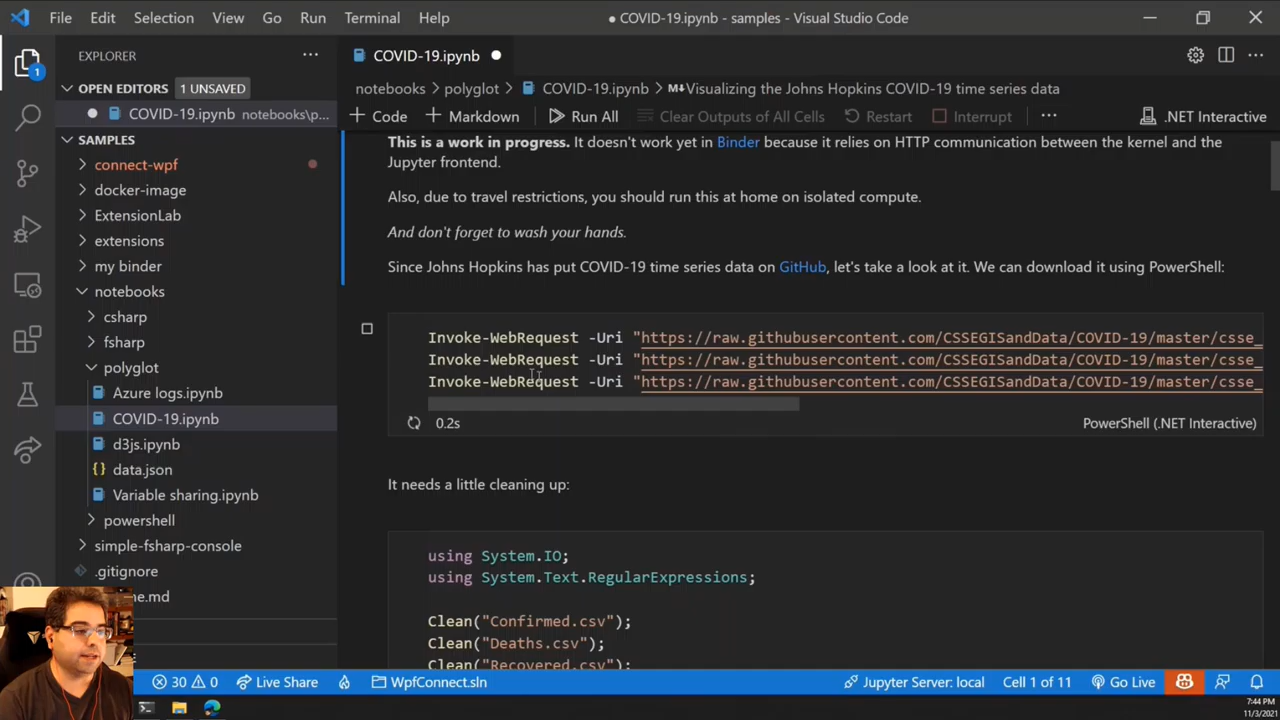 File Edit Selection View Go Run Terminal Help ● COVID-19.ipynb - samples - Visual Studio Code
EXPLORER ···
OPEN EDITORS 1 UNSAVED
● COVID-19.ipynb notebooks\p...
SAMPLES
connect-wpf
docker-image
ExtensionLab
extensions
my binder
notebooks
csharp
fsharp
polyglot
Azure logs.ipynb
COVID-19.ipynb
d3js.ipynb
{} data.json
Variable sharing.ipynb
powershell
simple-fsharp-console
.gitignore
me.md
1
COVID-19.ipynb ●
notebooks > polyglot > COVID-19.ipynb > M↓Visualizing the Johns Hopkins COVID-19 time series data
+ Code + Markdown Run All Clear Outputs of All Cells Restart Interrupt ··· .NET Interactive
This is a work in progress. It doesn't work yet in Binder because it relies on HTTP communication between the kernel and the
Jupyter frontend.
Also, due to travel restrictions, you should run this at home on isolated compute.
And don't forget to wash your hands.
Since Johns Hopkins has put COVID-19 time series data on GitHub, let's take a look at it. We can download it using PowerShell:
Invoke-WebRequest -Uri "https://raw.githubusercontent.com/CSSEGISandData/COVID-19/master/csse_
Invoke-WebRequest -Uri "https://raw.githubusercontent.com/CSSEGISandData/COVID-19/master/csse_
Invoke-WebRequest -Uri "https://raw.githubusercontent.com/CSSEGISandData/COVID-19/master/csse_
0.2s PowerShell (.NET Interactive)
It needs a little cleaning up:
using System.IO;
using System.Text.RegularExpressions;
Clean("Confirmed.csv");
Clean("Deaths.csv");
Clean("Recovered.csv");
30 0 Live Share WpfConnect.sln Jupyter Server: local Cell 1 of 11 Go Live
7:44 PM
11/3/2021